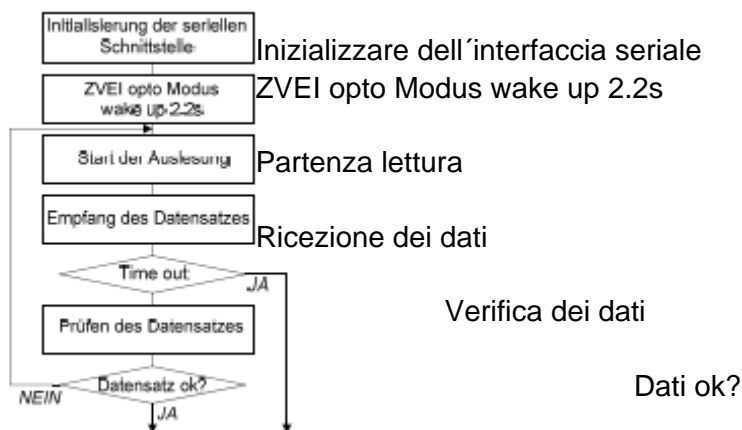 Initialisierung der seriellen
Schnittstelle
Inizializzare dell´interfaccia seriale
ZVEI opto Modus
wake up 2.2s
ZVEI opto Modus wake up 2.2s
Start der Auslesung
Partenza lettura
Empfang des Datensatzes
Ricezione dei dati
Time out
JA
Prüfen des Datensatzes
Verifica dei dati
Datensatz ok?
NEIN
JA
Dati ok?